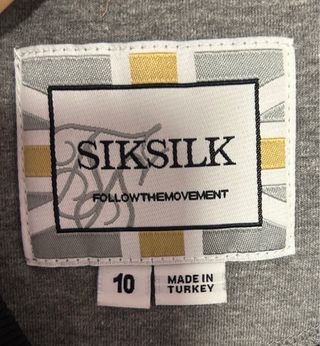 SIKSILK
FOLLOWTHEMOVEMENT
10
MADE IN
TURKEY